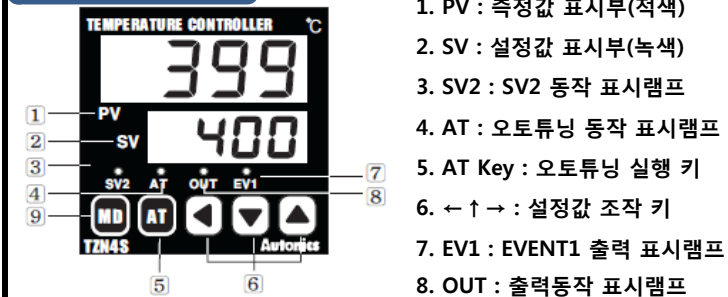 TEMPERATURE CONTROLLER °C
399
1 PV
2 SV
400
3
SV2 AT OUT EV1
7
4
8
9
MD AT
TZN4S Autonics
5
6
1. PV : 측정값 표시부(적색)
2. SV : 설정값 표시부(녹색)
3. SV2 : SV2 동작 표시램프
4. AT : 오토튜닝 동작 표시램프
5. AT Key : 오토튜닝 실행 키
6. ←↑→ : 설정값 조작 키
7. EV1 : EVENT1 출력 표시램프
8. OUT : 출력동작 표시램프